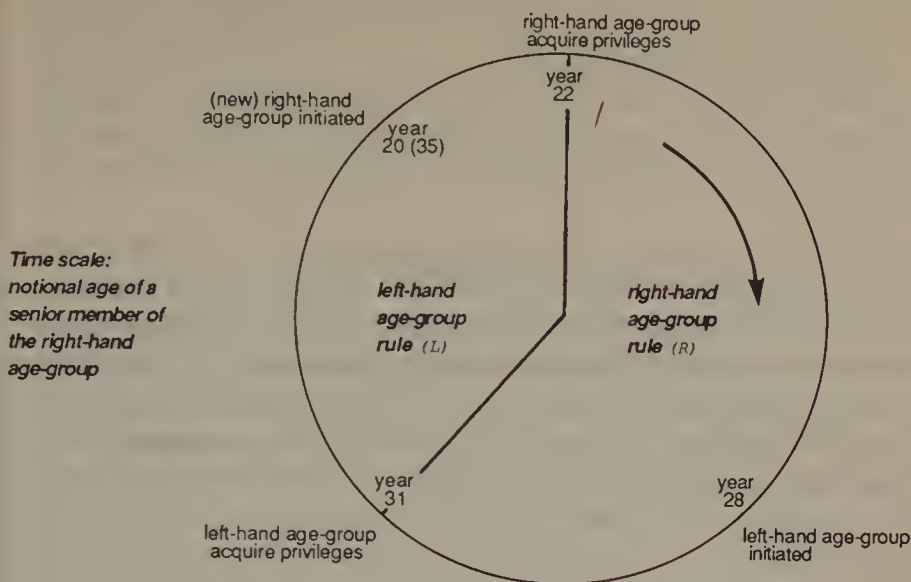 right-hand age-group
acquire privileges
year
22
(new) right-hand
age-group initiated
year
20 (35)
Time scale:
notional age of a
senior member of
the right-hand
age-group
left-hand
age-group
rule (L)
right-hand
age-group
rule (R)
year
31
left-hand age-group
acquire privileges
year
28
left-hand age-group
initiated